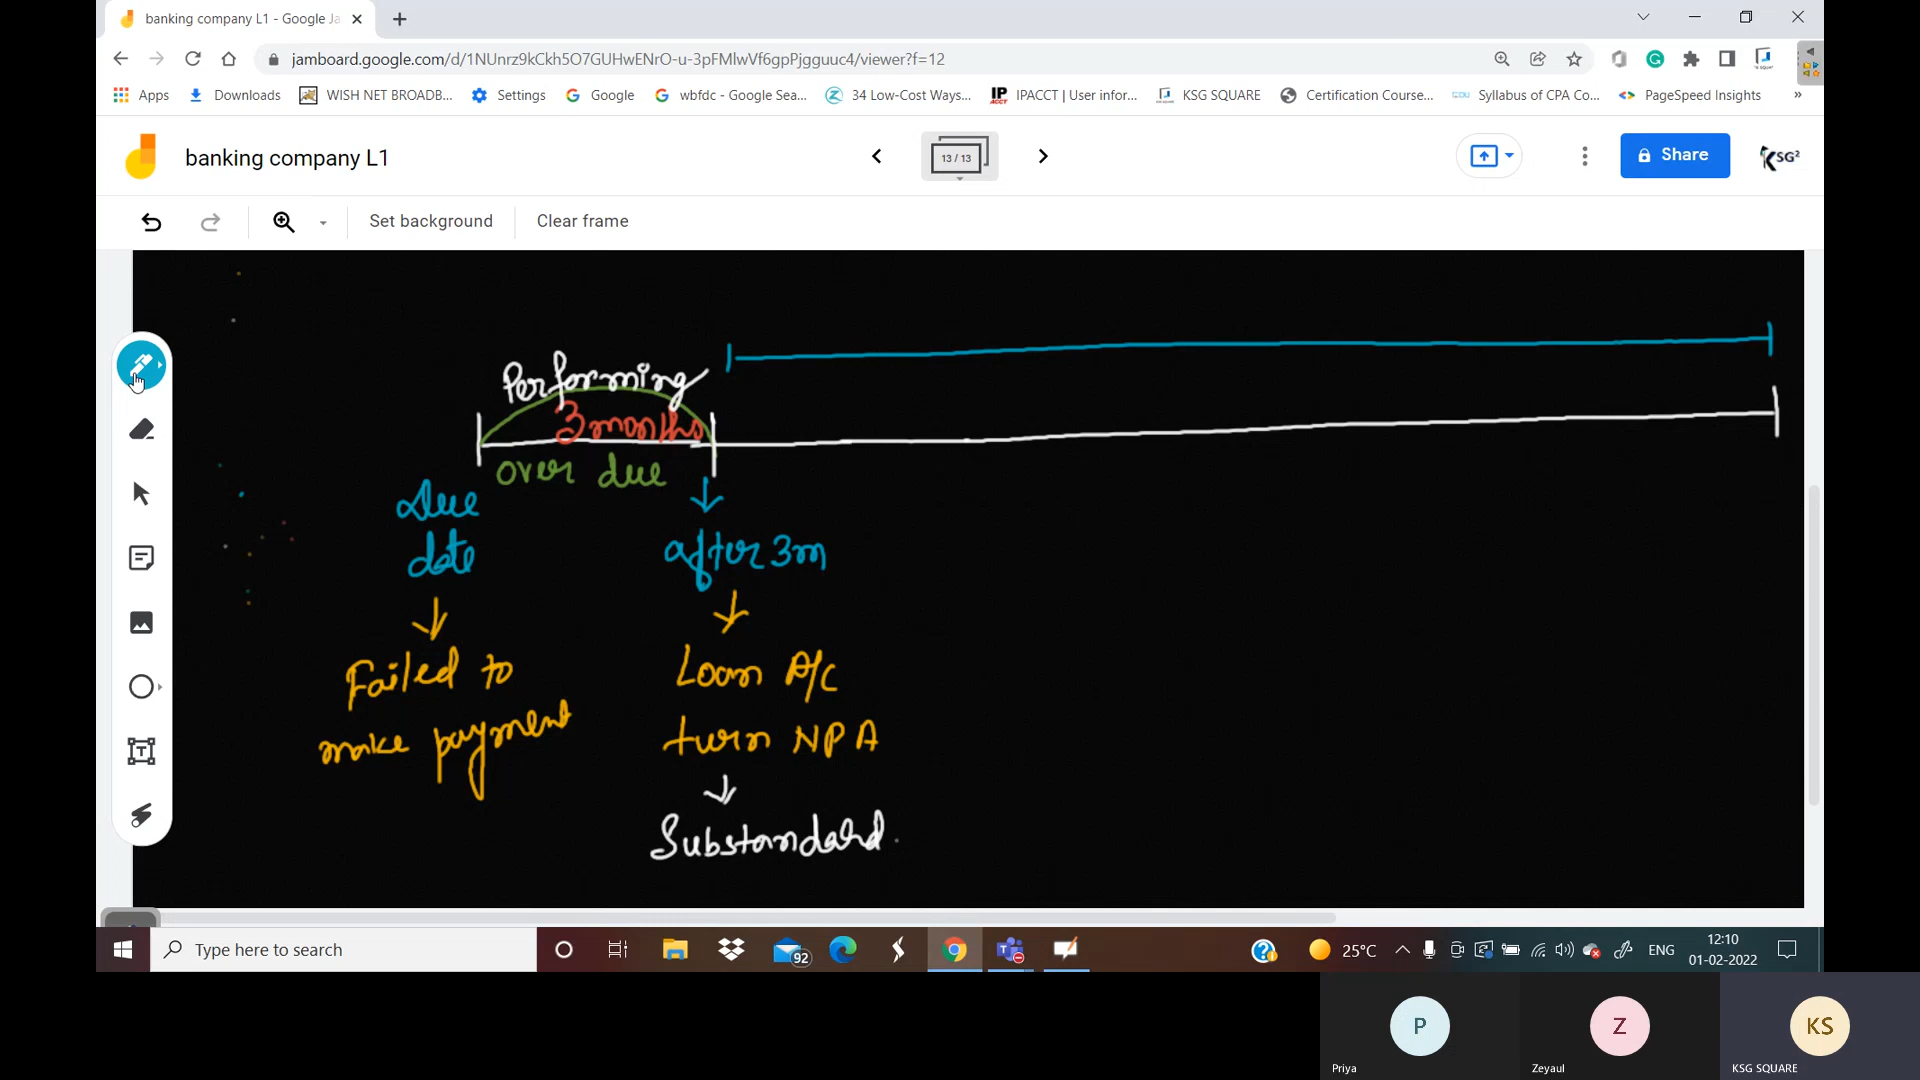 banking company L1 - Google Ja
jamboard.google.com/d/1NUnrz9kCkh5O7GUHwENrO-u-3pFMlwVf6gpPjgguuc4/viewer?f=12
Apps Downloads WISH NET BROADB... Settings Google wbfdc - Google Sea... 34 Low-Cost Ways... IPACCT | User infor... KSG SQUARE Certification Course... Syllabus of CPA Co... PageSpeed Insights »
banking company L1
13 / 13
Share
KSG²
Set background Clear frame
Performing
3 months
over due
Due
date
after 3m
Failed to
make payment
Loan A/C
turn NPA
Substandard
Type here to search
92
25°C
ENG
12:10
01-02-2022
P
Z
KS
Priya
Zeyaul
KSG SQUARE